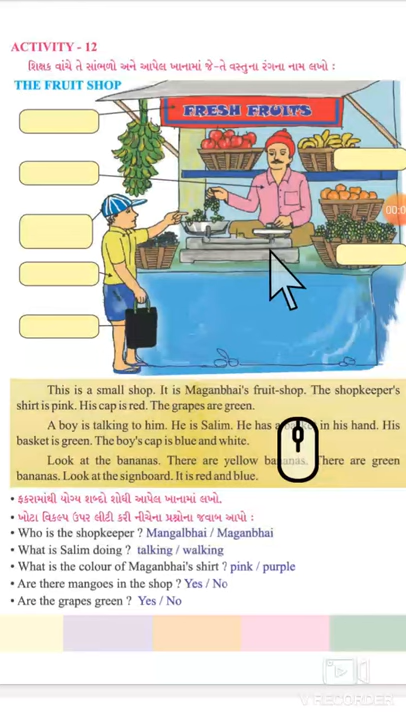 ACTIVITY - 12
શિક્ષક વાંચે તે સાંભળો અને આપેલ ખાનામાં જે-તે વસ્તુના રંગના નામ લખો :
THE FRUIT SHOP
FRESH FRUITS
00:0
This is a small shop. It is Maganbhai's fruit-shop. The shopkeeper's
shirt is pink. His cap is red. The grapes are green.
A boy is talking to him. He is Salim. He has a in his hand. His
basket is green. The boy's cap is blue and white.
Look at the bananas. There are yellow bananas. There are green
bananas. Look at the signboard. It is red and blue.
• ફકરામાંથી યોગ્ય શબ્દો શોધી આપેલ ખાનામાં લખો.
• ખોટા વિકલ્પ ઉપર લીટી કરી નીચેના પ્રશ્નોના જવાબ આપો :
• Who is the shopkeeper ? Mangalbhai / Maganbhai
• What is Salim doing ? talking / walking
• What is the colour of Maganbhai's shirt ? pink / purple
• Are there mangoes in the shop ? Yes / No
• Are the grapes green ? Yes / No
RECORDER